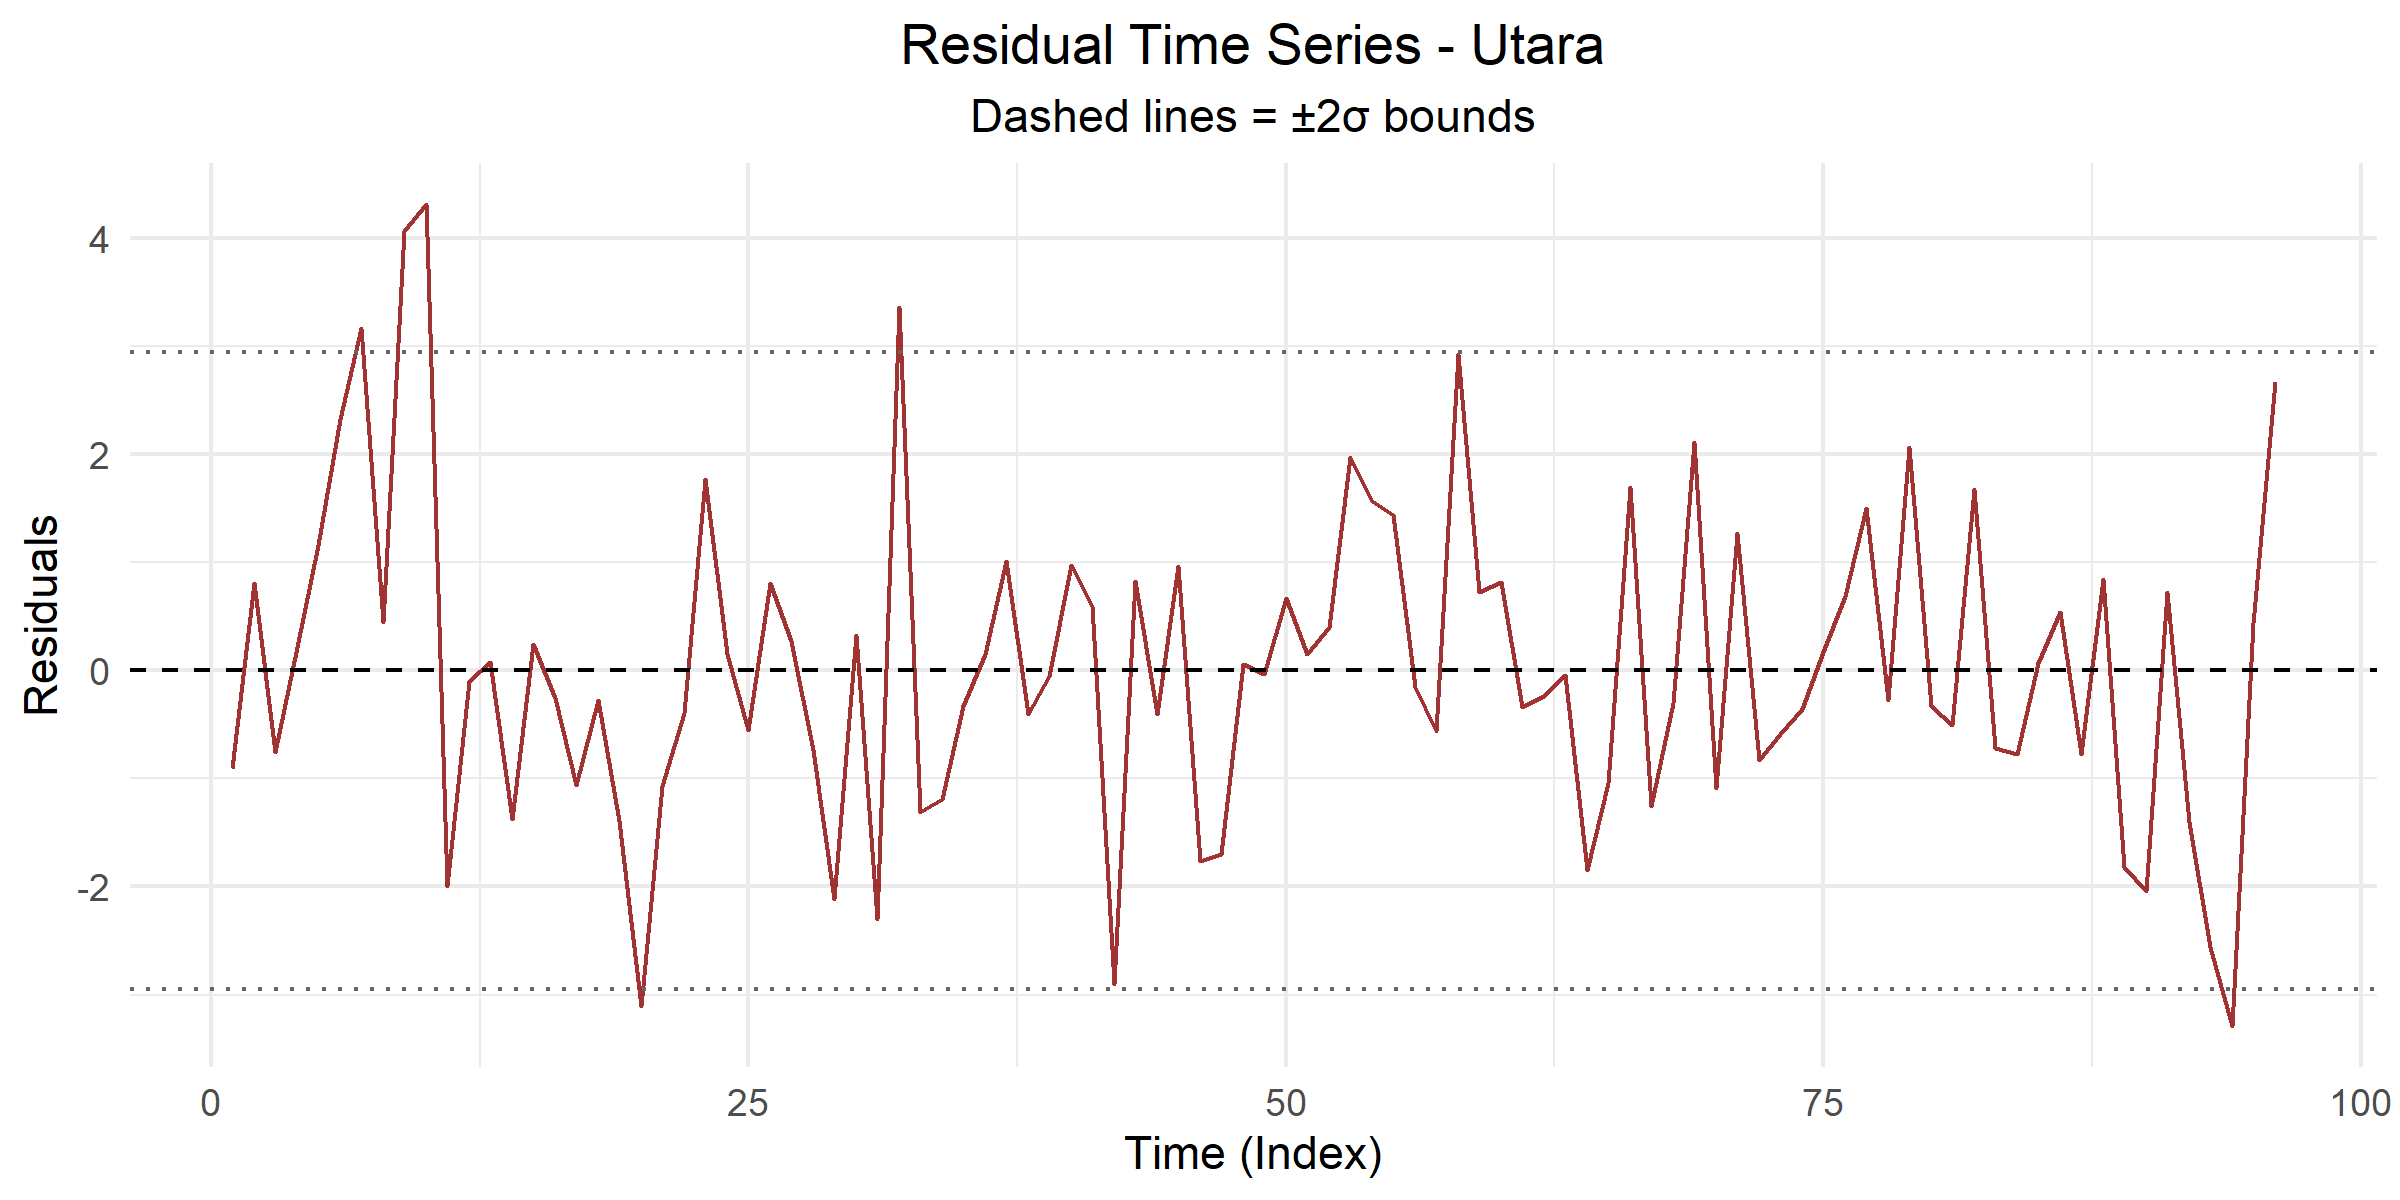 Residual Time Series - Utara
Dashed lines = ±2σ bounds
Residuals
4
2
0
-2
0 25 50 75 100
Time (Index)